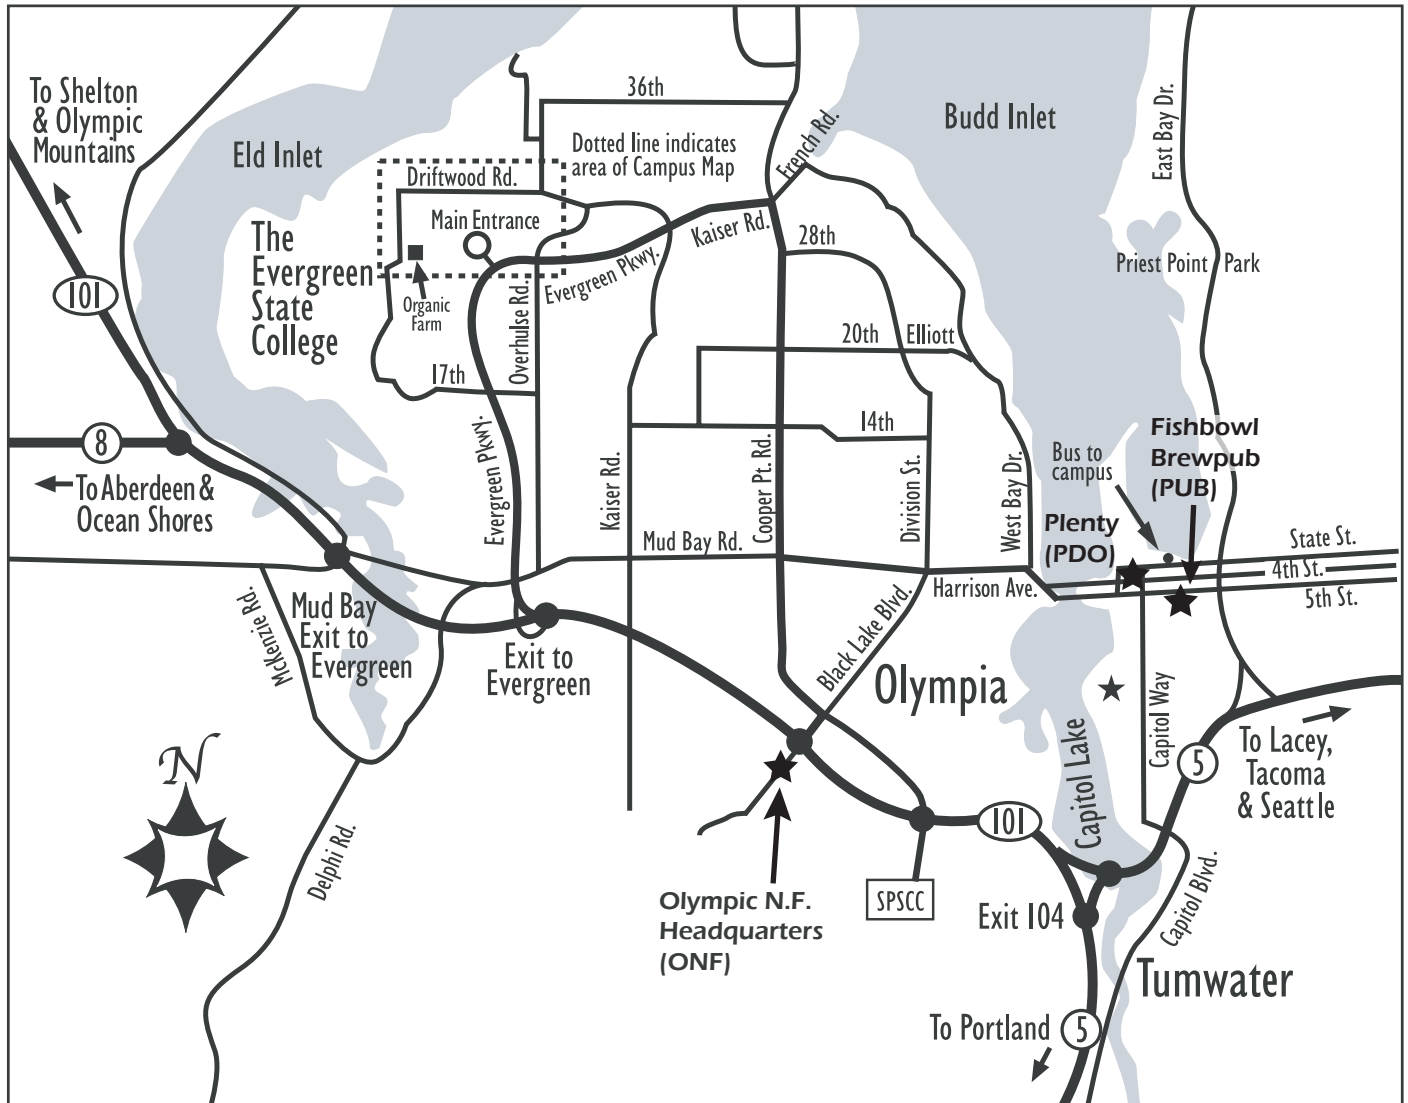 To Shelton
& Olympic
Mountains
Eld Inlet
36th
Dotted line indicates
area of Campus Map
French Rd.
Budd Inlet
East Bay Dr.
Driftwood Rd.
Main Entrance
The
Evergreen
State
College
Organic
Farm
Kaiser Rd.
Evergreen Pkwy.
28th
Priest Point Park
101
Overhulse Rd.
17th
20th
Elliott
8
To Aberdeen &
Ocean Shores
Evergreen Pkwy.
Kaiser Rd.
Cooper Pt. Rd.
14th
Division St.
West Bay Dr.
Bus to
campus
Fishbowl
Brewpub
(PUB)
Plenty
(PDO)
Mud Bay Rd.
State St.
4th St.
5th St.
Harrison Ave.
McKenzie Rd.
Mud Bay
Exit to
Evergreen
Exit to
Evergreen
Black Lake Blvd.
Olympia
Capitol Way
Capitol Lake
5
To Lacey,
Tacoma
& Seattle
N
Delphi Rd.
101
Olympic N.F.
Headquarters
(ONF)
SPSCC
Exit 104
Capitol Blvd.
Tumwater
To Portland
5